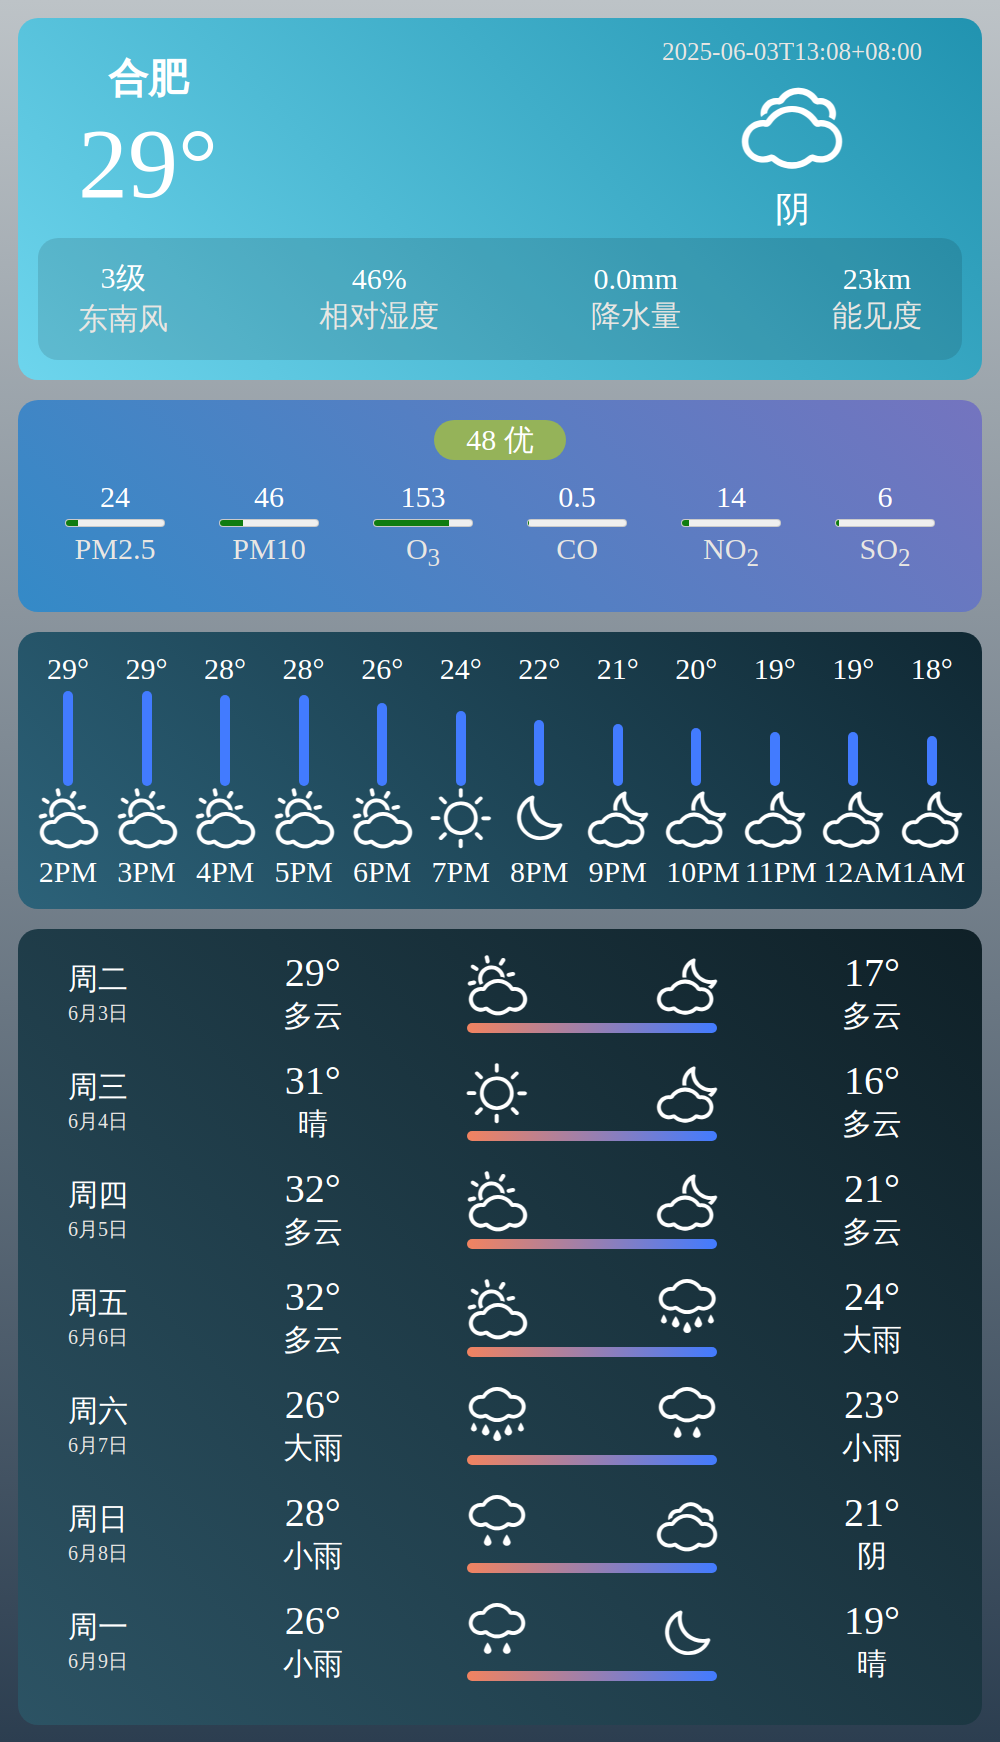 合肥
29°
2025-06-03T13:08+08:00
阴
3级 46% 0.0mm 23km
东南风 相对湿度 降水量 能见度
48 优
24 46 153 0.5 14 6
PM2.5 PM10 O3 CO NO2 SO2
29° 29° 28° 28° 26° 24° 22° 21° 20° 19° 19° 18°
2PM 3PM 4PM 5PM 6PM 7PM 8PM 9PM 10PM 11PM 12AM 1AM
周二 29° 17°
6月3日 多云 多云
周三 31° 16°
6月4日 晴 多云
周四 32° 21°
6月5日 多云 多云
周五 32° 24°
6月6日 多云 大雨
周六 26° 23°
6月7日 大雨 小雨
周日 28° 21°
6月8日 小雨 阴
周一 26° 19°
6月9日 小雨 晴